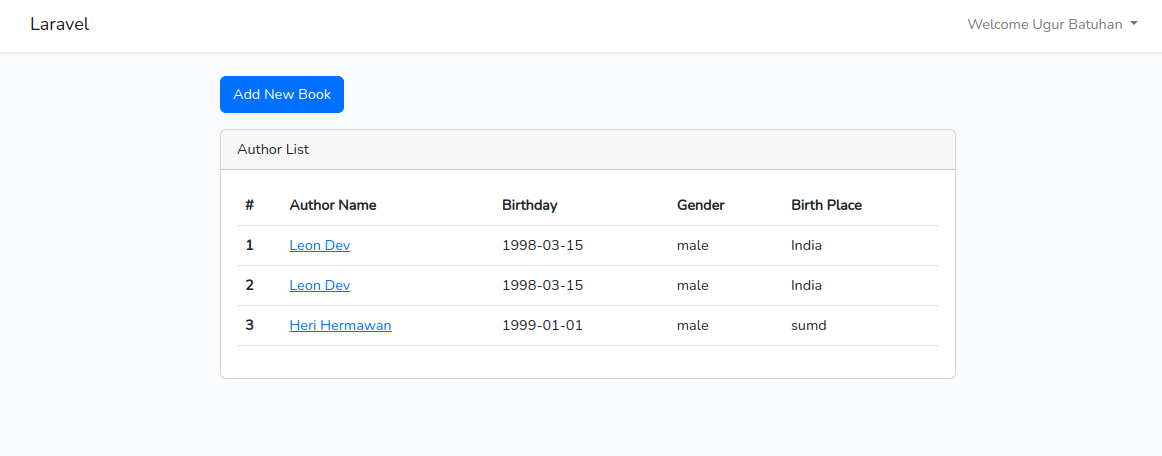 Laravel Welcome Ugur Batuhan
Add New Book
Author List
# Author Name Birthday Gender Birth Place
1 Leon Dev 1998-03-15 male India
2 Leon Dev 1998-03-15 male India
3 Heri Hermawan 1999-01-01 male sumd